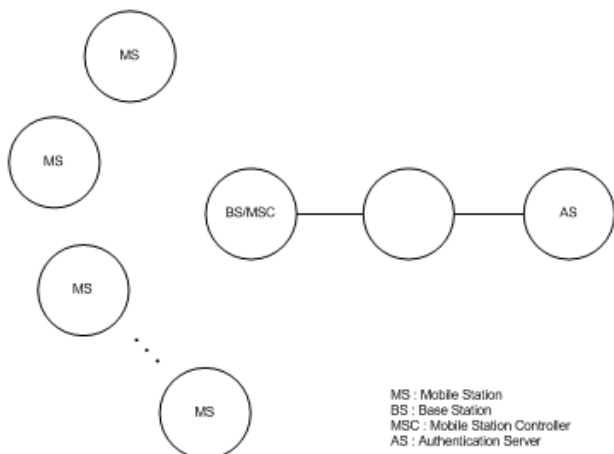 MS
MS
BS/MSC
AS
MS
MS
MS : Mobile Station
BS : Base Station
MSC : Mobile Station Controller
AS : Authentication Server